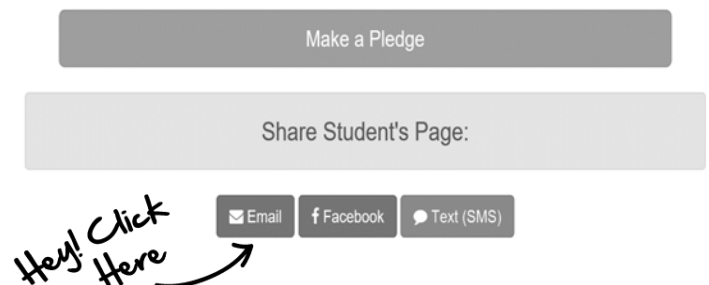 Make a Pledge
Share Student's Page:
Email
Facebook
Text (SMS)
Hey! Click
Here